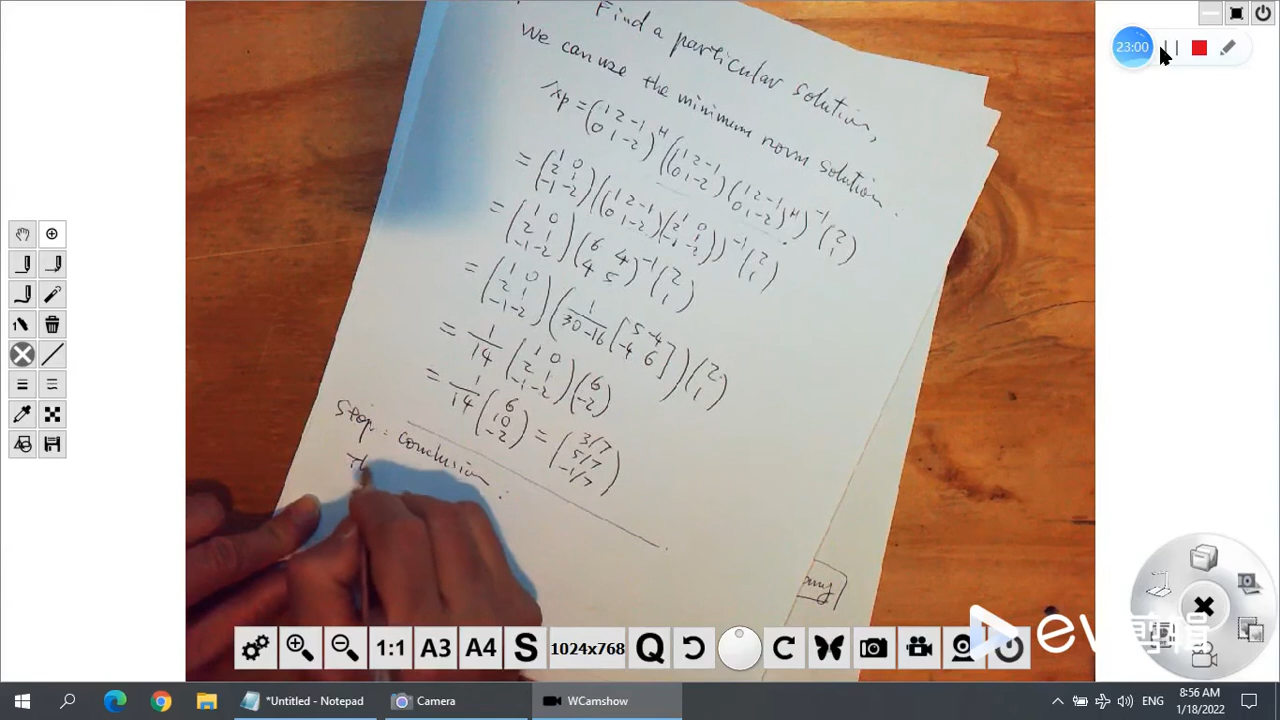 Find a particular solution,
we can use the minimum norm solution.
xp = (1 2 -1 / 0 1 -2)^H ((1 2 -1 / 0 1 -2) (1 2 -1 / 0 1 -2)^H)^-1 (2 / 1)
= (1 0 / 2 1 / -1 -2) ((1 2 -1 / 0 1 -2) (1 0 / 2 1 / -1 -2))^-1 (2 / 1)
= (1 0 / 2 1 / -1 -2) (6 4 / 4 5)^-1 (2 / 1)
= (1 0 / 2 1 / -1 -2) (1/30-16 [5 -4 / -4 6]) (2 / 1)
= 1/14 (1 0 / 2 1 / -1 -2) (6 / -2)
= 1/14 (6 / 10 / -2) = (3/7 / 5/7 / -1/7)
Step: conclusion:
Th
23:00
1:1 A3 A4 S 1024x768 Q
*Untitled - Notepad
Camera
WCamshow
ENG
8:56 AM
1/18/2022